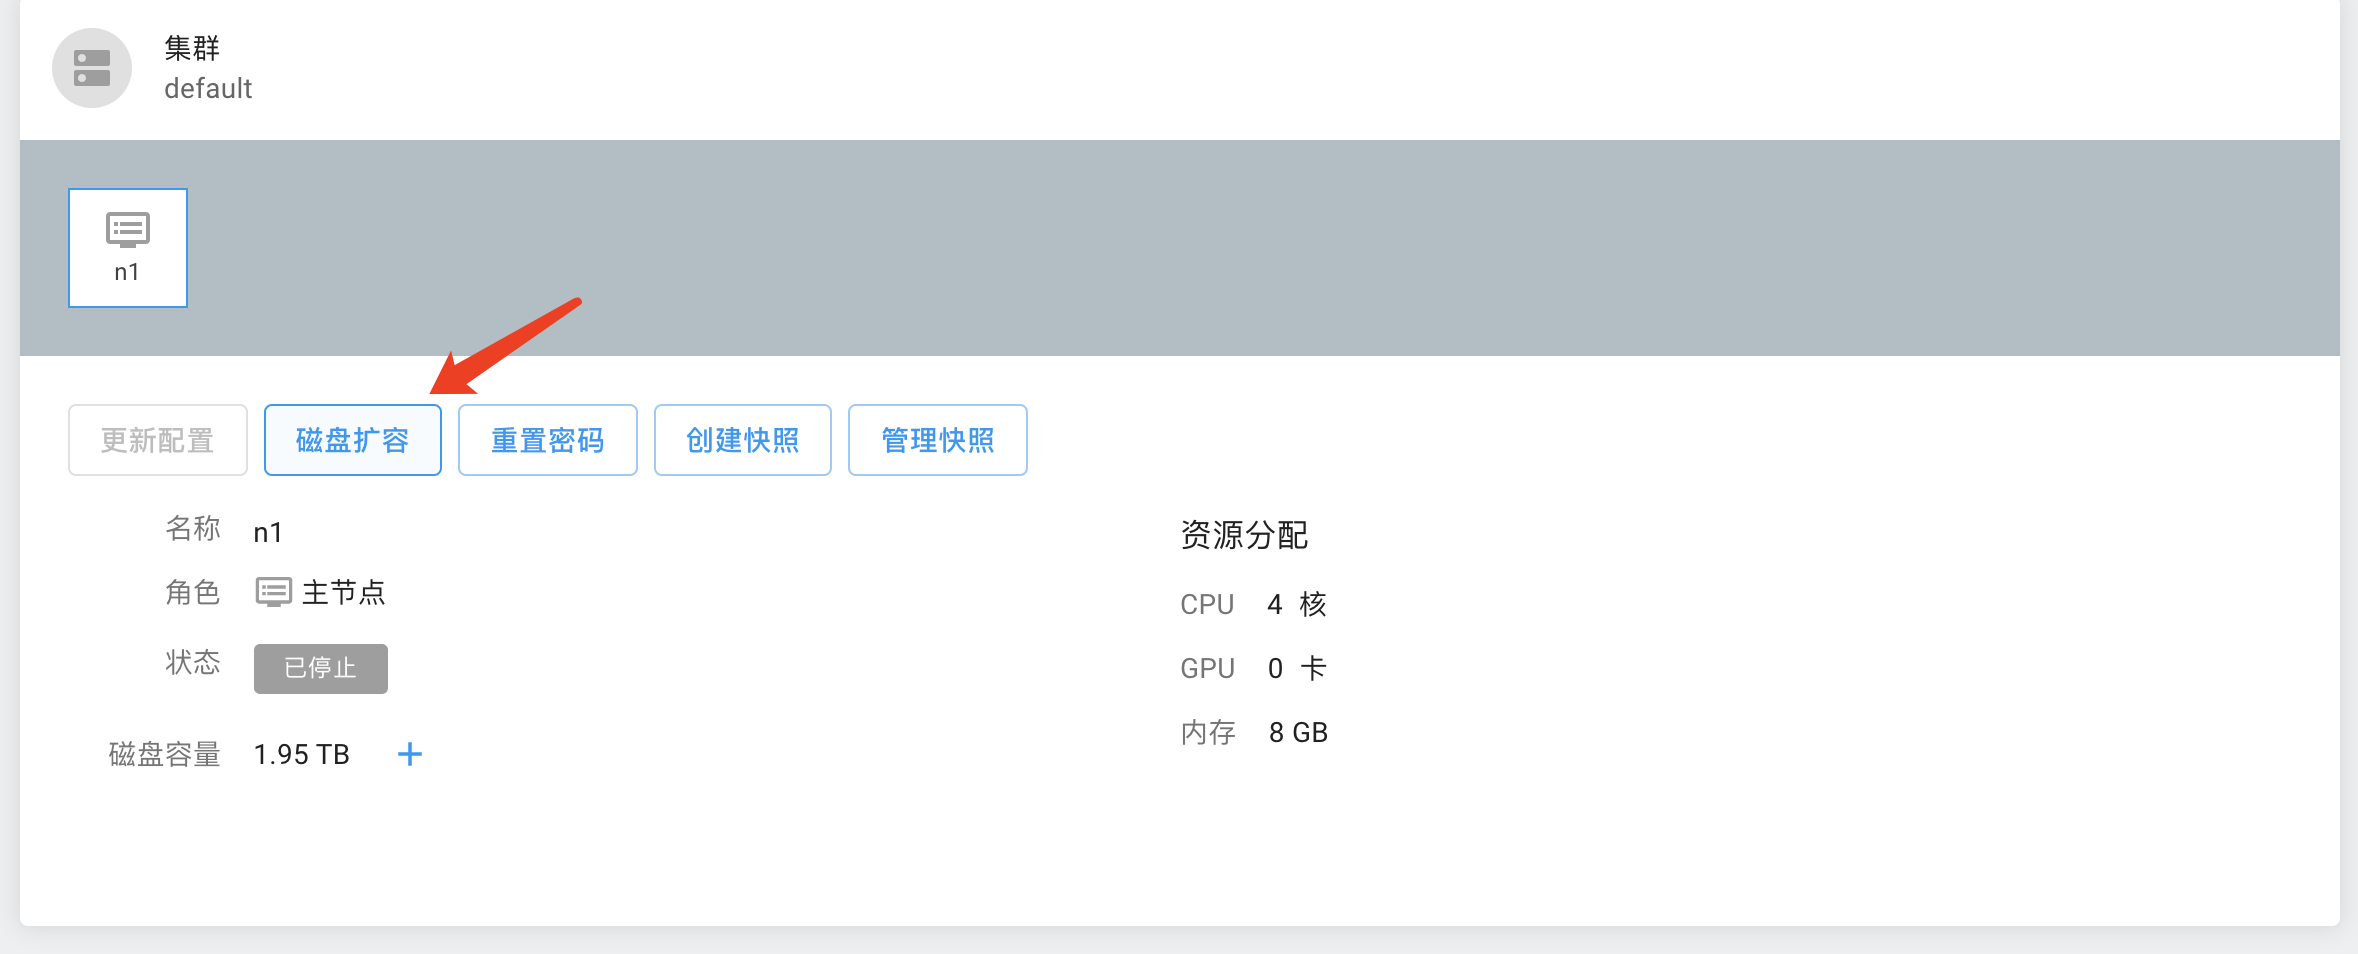 集群
default
n1
更新配置 磁盘扩容 重置密码 创建快照 管理快照
名称 n1
角色 主节点
状态 已停止
磁盘容量 1.95 TB +
资源分配
CPU 4 核
GPU 0 卡
内存 8 GB